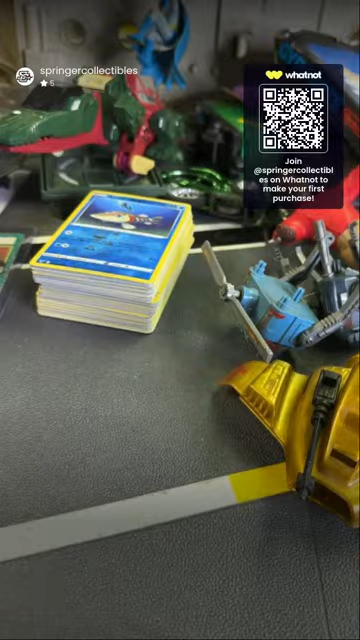 springercollectibles
★ 5
whatnot
Join
@springercollectibl
es on Whatnot to
make your first
purchase!